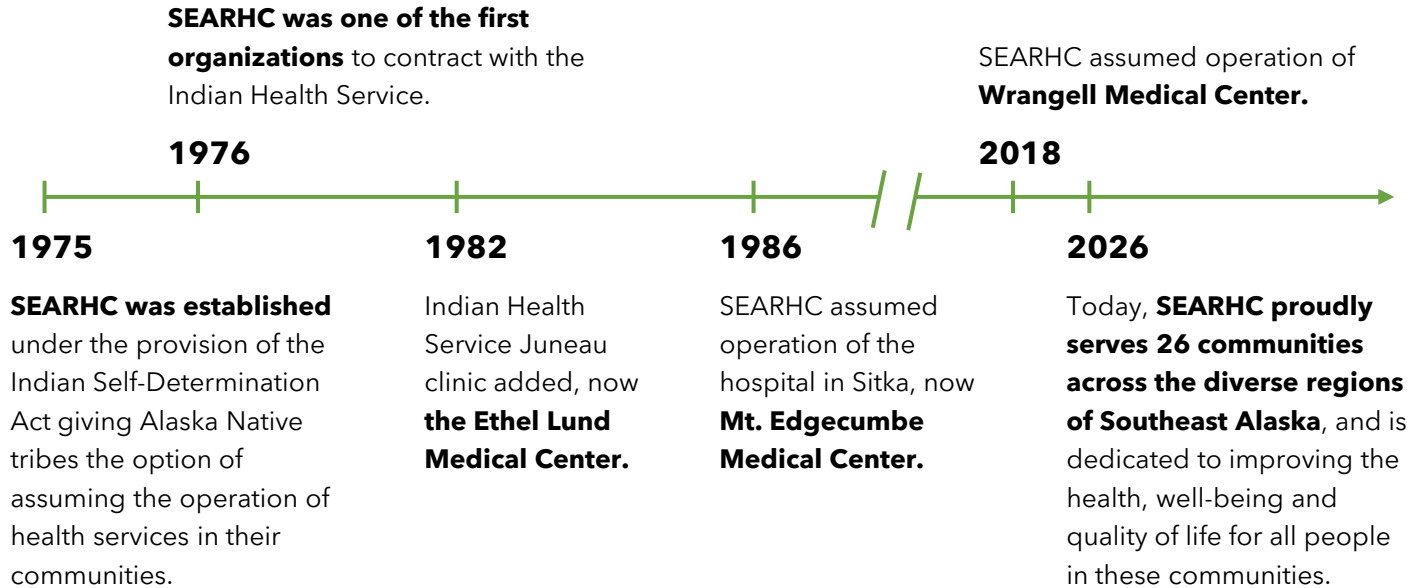 SEARHC was one of the first
organizations to contract with the
Indian Health Service.
1976
SEARHC assumed operation of
Wrangell Medical Center.
2018
1975
SEARHC was established
under the provision of the
Indian Self-Determination
Act giving Alaska Native
tribes the option of
assuming the operation of
health services in their
communities.
1982
Indian Health
Service Juneau
clinic added, now
the Ethel Lund
Medical Center.
1986
SEARHC assumed
operation of the
hospital in Sitka, now
Mt. Edgecumbe
Medical Center.
2026
Today, SEARHC proudly
serves 26 communities
across the diverse regions
of Southeast Alaska, and is
dedicated to improving the
health, well-being and
quality of life for all people
in these communities.